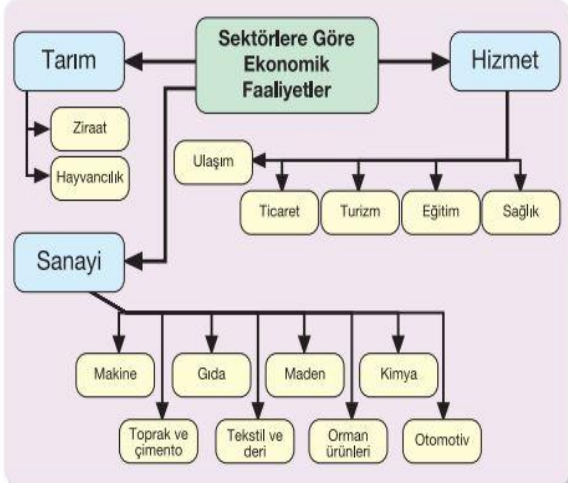 Sektörlere Göre
Ekonomik
Faaliyetler
Tarım
Hizmet
Ziraat
Hayvancılık
Ulaşım
Ticaret
Turizm
Eğitim
Sağlık
Sanayi
Makine
Gıda
Maden
Kimya
Toprak ve
çimento
Tekstil ve
deri
Orman
ürünleri
Otomotiv